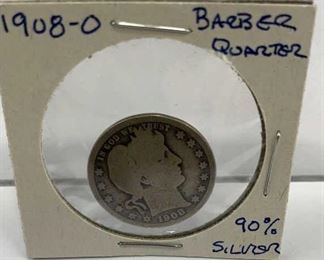 1908-O BARBER
QUARTER
IN GOD WE TRUST
1908
90%
SILVER